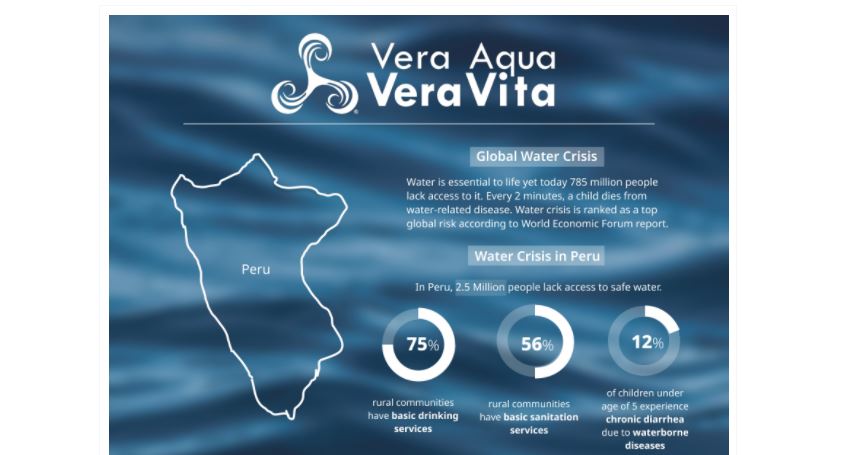 Vera Aqua
VeraVita
®
Global Water Crisis
Water is essential to life yet today 785 million people
lack access to it. Every 2 minutes, a child dies from
water-related disease. Water crisis is ranked as a top
global risk according to World Economic Forum report.
Peru
Water Crisis in Peru
In Peru, 2.5 Million people lack access to safe water.
75%
rural communities
have basic drinking
services
56%
rural communities
have basic sanitation
services
12%
of children under
age of 5 experience
chronic diarrhea
due to waterborne
diseases